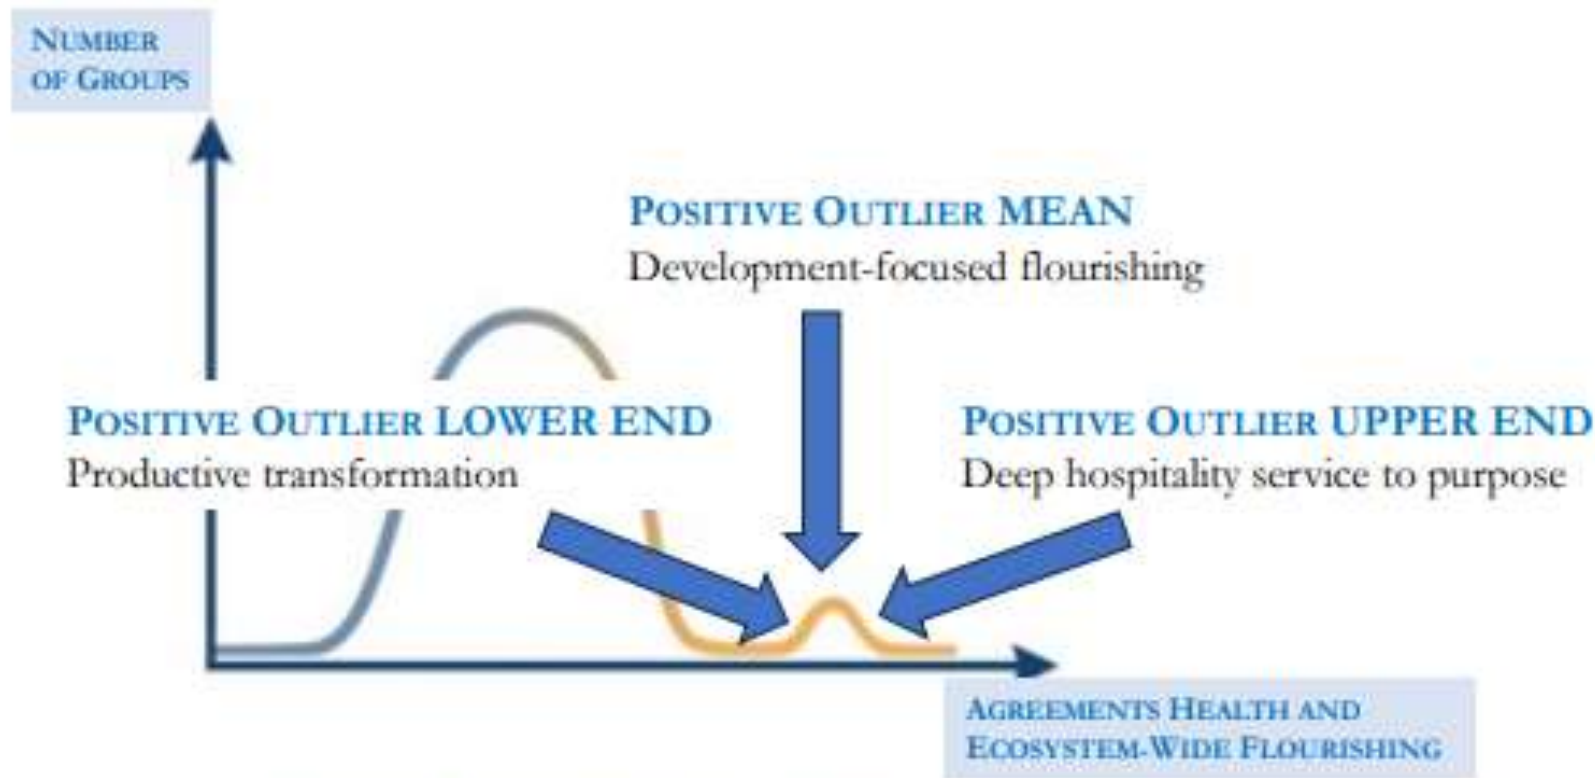 NUMBER
OF GROUPS
POSITIVE OUTLIER MEAN
Development-focused flourishing
POSITIVE OUTLIER LOWER END
Productive transformation
POSITIVE OUTLIER UPPER END
Deep hospitality service to purpose
AGREEMENTS HEALTH AND
ECOSYSTEM-WIDE FLOURISHING